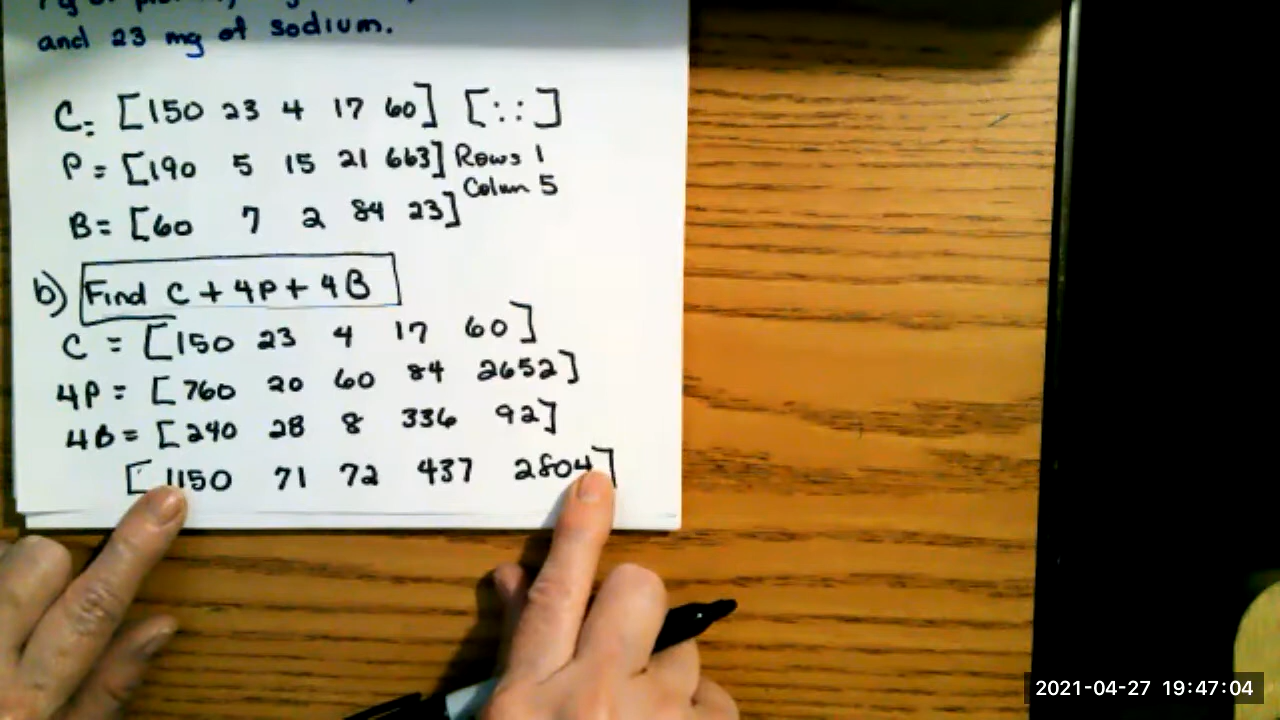 and 23 mg of sodium.
C= [150 23 4 17 60] [:::]
P = [190 5 15 21 663] Rows 1
Colum 5
B= [60 7 2 84 23]
b) Find C + 4P + 4B
C = [150 23 4 17 60]
4P = [760 20 60 84 2652]
4B = [240 28 8 336 92]
[1150 71 72 437 2804]
2021-04-27 19:47:04